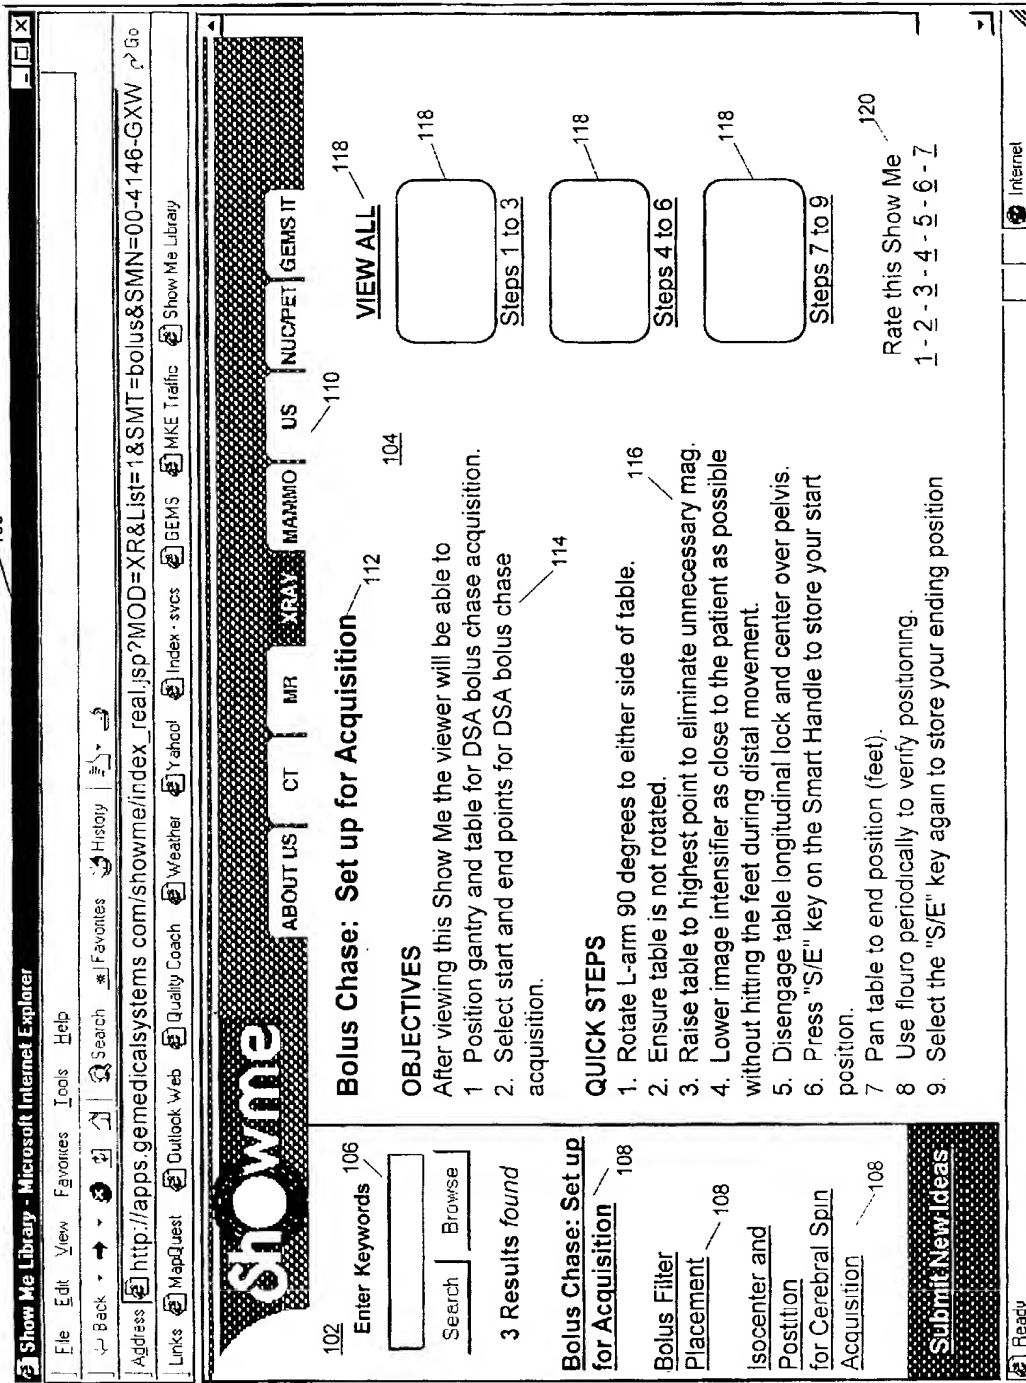 Show Me Library - Microsoft Internet Explorer
File Edit View Favorites Tools Help
Back Search Favorites History
Address http://apps.gemedicalsystems com/showme/index_real.jsp?MOD=XR&List=1&SMT=bolus&SMN=00-4146-GXW Go
Links MapQuest Outlook Web Quality Coach Weather Yahoo! Index - svcs GEMS MKE Traffic Show Me Library
Showme
ABOUT US CT MR XRAY MAMMO US NUC/PET GEMS IT
110
102
Enter Keywords 106
Search Browse
3 Results found
Bolus Chase: Set up
for Acquisition 108
Bolus Filter
Placement 108
Isocenter and
Postition
for Cerebral Spin
Acquisition 108
Submit New Ideas
Bolus Chase: Set up for Acquisition 112
104
OBJECTIVES
After viewing this Show Me the viewer will be able to
1 Position gantry and table for DSA bolus chase acquisition.
2. Select start and end points for DSA bolus chase
acquisition. 114
QUICK STEPS
1. Rotate L-arm 90 degrees to either side of table.
2. Ensure table is not rotated. 116
3. Raise table to highest point to eliminate unnecessary mag.
4. Lower image intensifier as close to the patient as possible
without hitting the feet during distal movement.
5. Disengage table longitudinal lock and center over pelvis.
6. Press "S/E" key on the Smart Handle to store your start
position.
7 Pan table to end position (feet).
8 Use flouro periodically to verify positioning.
9. Select the "S/E" key again to store your ending position
VIEW ALL 118
118
Steps 1 to 3
118
Steps 4 to 6
118
Steps 7 to 9
Rate this Show Me 120
1 - 2 - 3 - 4 - 5 - 6 - 7
Ready Internet